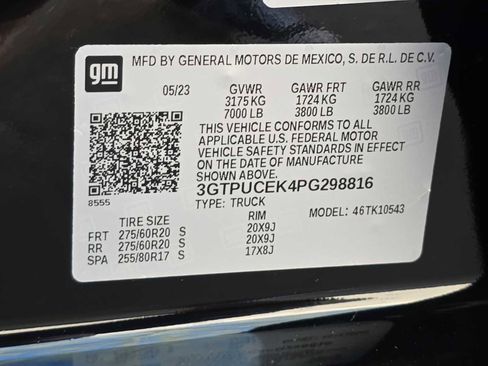 gm
MFD BY GENERAL MOTORS DE MEXICO, S. DE R.L. DE C.V.
05/23 GVWR GAWR FRT GAWR RR
3175 KG 1724 KG 1724 KG
7000 LB 3800 LB 3800 LB
THIS VEHICLE CONFORMS TO ALL
APPLICABLE U.S. FEDERAL MOTOR
VEHICLE SAFETY STANDARDS IN EFFECT
ON THE DATE OF MANUFACTURE
SHOWN ABOVE.
3GTPUCEK4PG298816
8555 TYPE: TRUCK
MODEL: 46TK10543
TIRE SIZE RIM
FRT 275/60R20 S 20X9J
RR 275/60R20 S 20X9J
SPA 255/80R17 S 17X8J